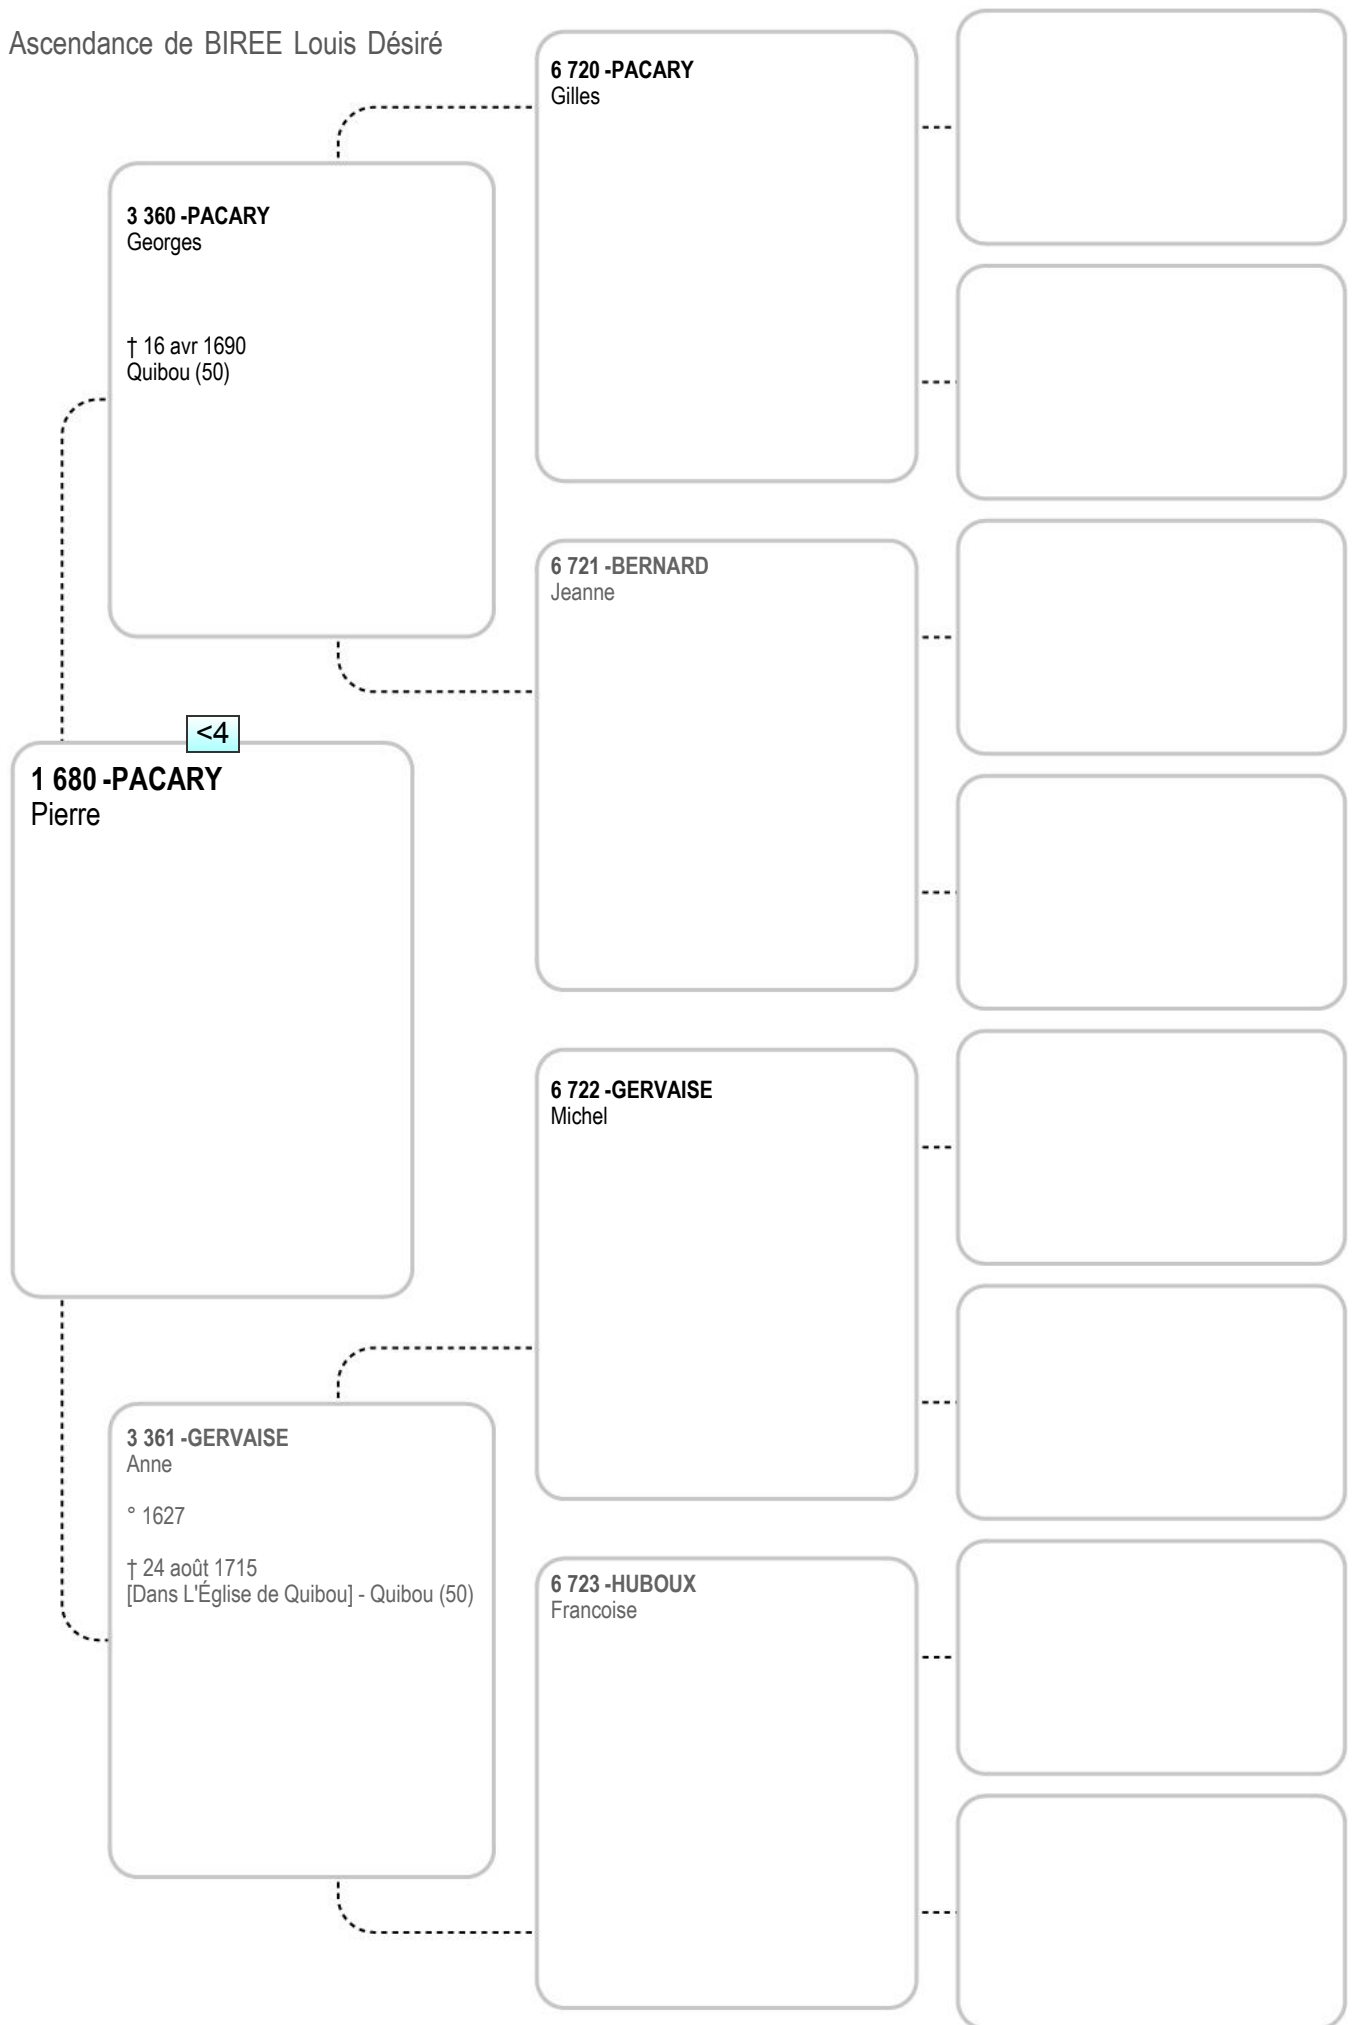 Ascendance de BIREE Louis Désiré
6 720 -PACARY
Gilles
3 360 -PACARY
Georges
† 16 avr 1690
Quibou (50)
6 721 -BERNARD
Jeanne
<4
1 680 -PACARY
Pierre
6 722 -GERVAISE
Michel
3 361 -GERVAISE
Anne
° 1627
† 24 août 1715
[Dans L'Église de Quibou] - Quibou (50)
6 723 -HUBOUX
Francoise